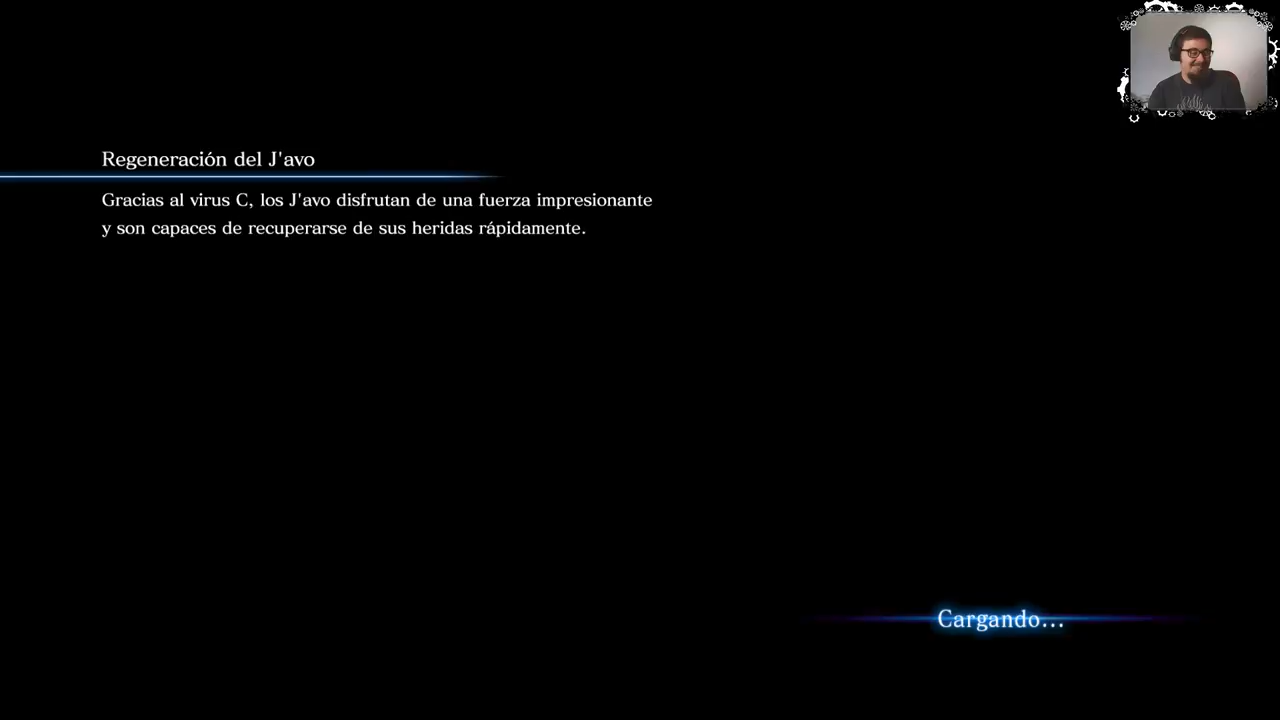 Regeneración del J'avo
Gracias al virus C, los J'avo disfrutan de una fuerza impresionante
y son capaces de recuperarse de sus heridas rápidamente.
Cargando...